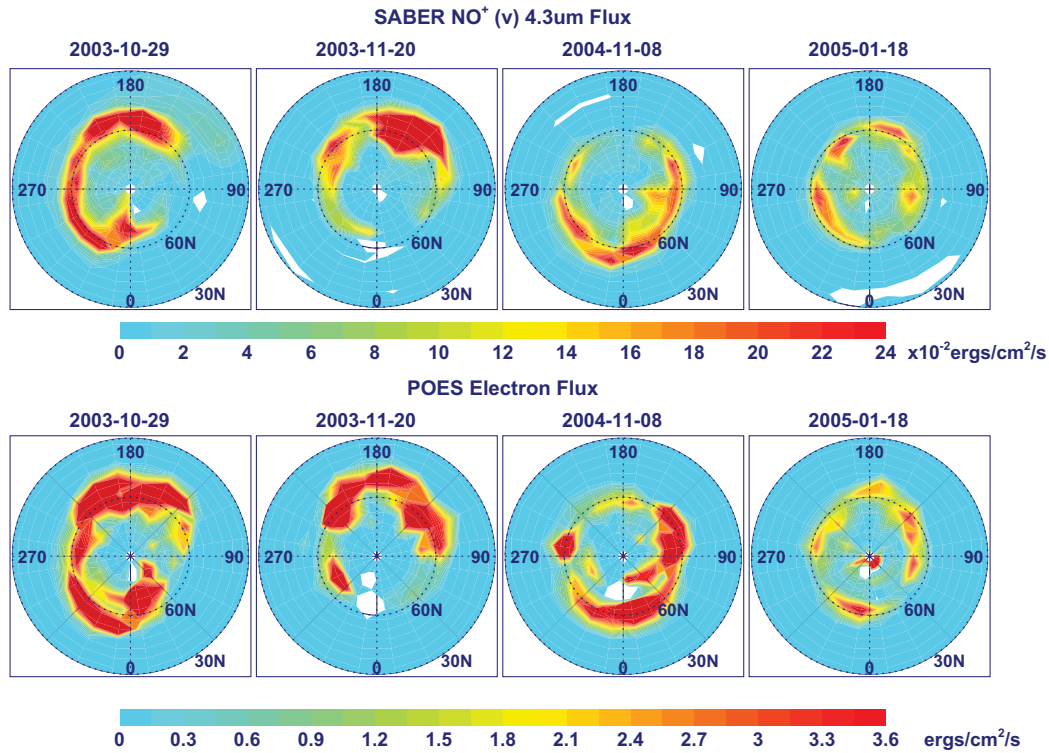 SABER NO⁺ (v) 4.3um Flux
2003-10-29 2003-11-20 2004-11-08 2005-01-18
180 180 180 180
270 90 270 90 270 90 270 90
60N 60N 60N 60N
0 30N 0 30N 0 30N 0 30N
0 2 4 6 8 10 12 14 16 18 20 22 24 x10⁻²ergs/cm²/s
POES Electron Flux
2003-10-29 2003-11-20 2004-11-08 2005-01-18
180 180 180 180
270 90 270 90 270 90 270 90
60N 60N 60N 60N
0 30N 0 30N 0 30N 0 30N
0 0.3 0.6 0.9 1.2 1.5 1.8 2.1 2.4 2.7 3 3.3 3.6 ergs/cm²/s